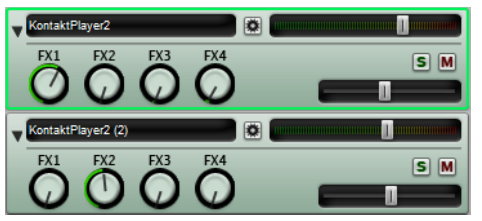 KontaktPlayer2
FX1 FX2 FX3 FX4
S M
KontaktPlayer2 (2)
FX1 FX2 FX3 FX4
S M